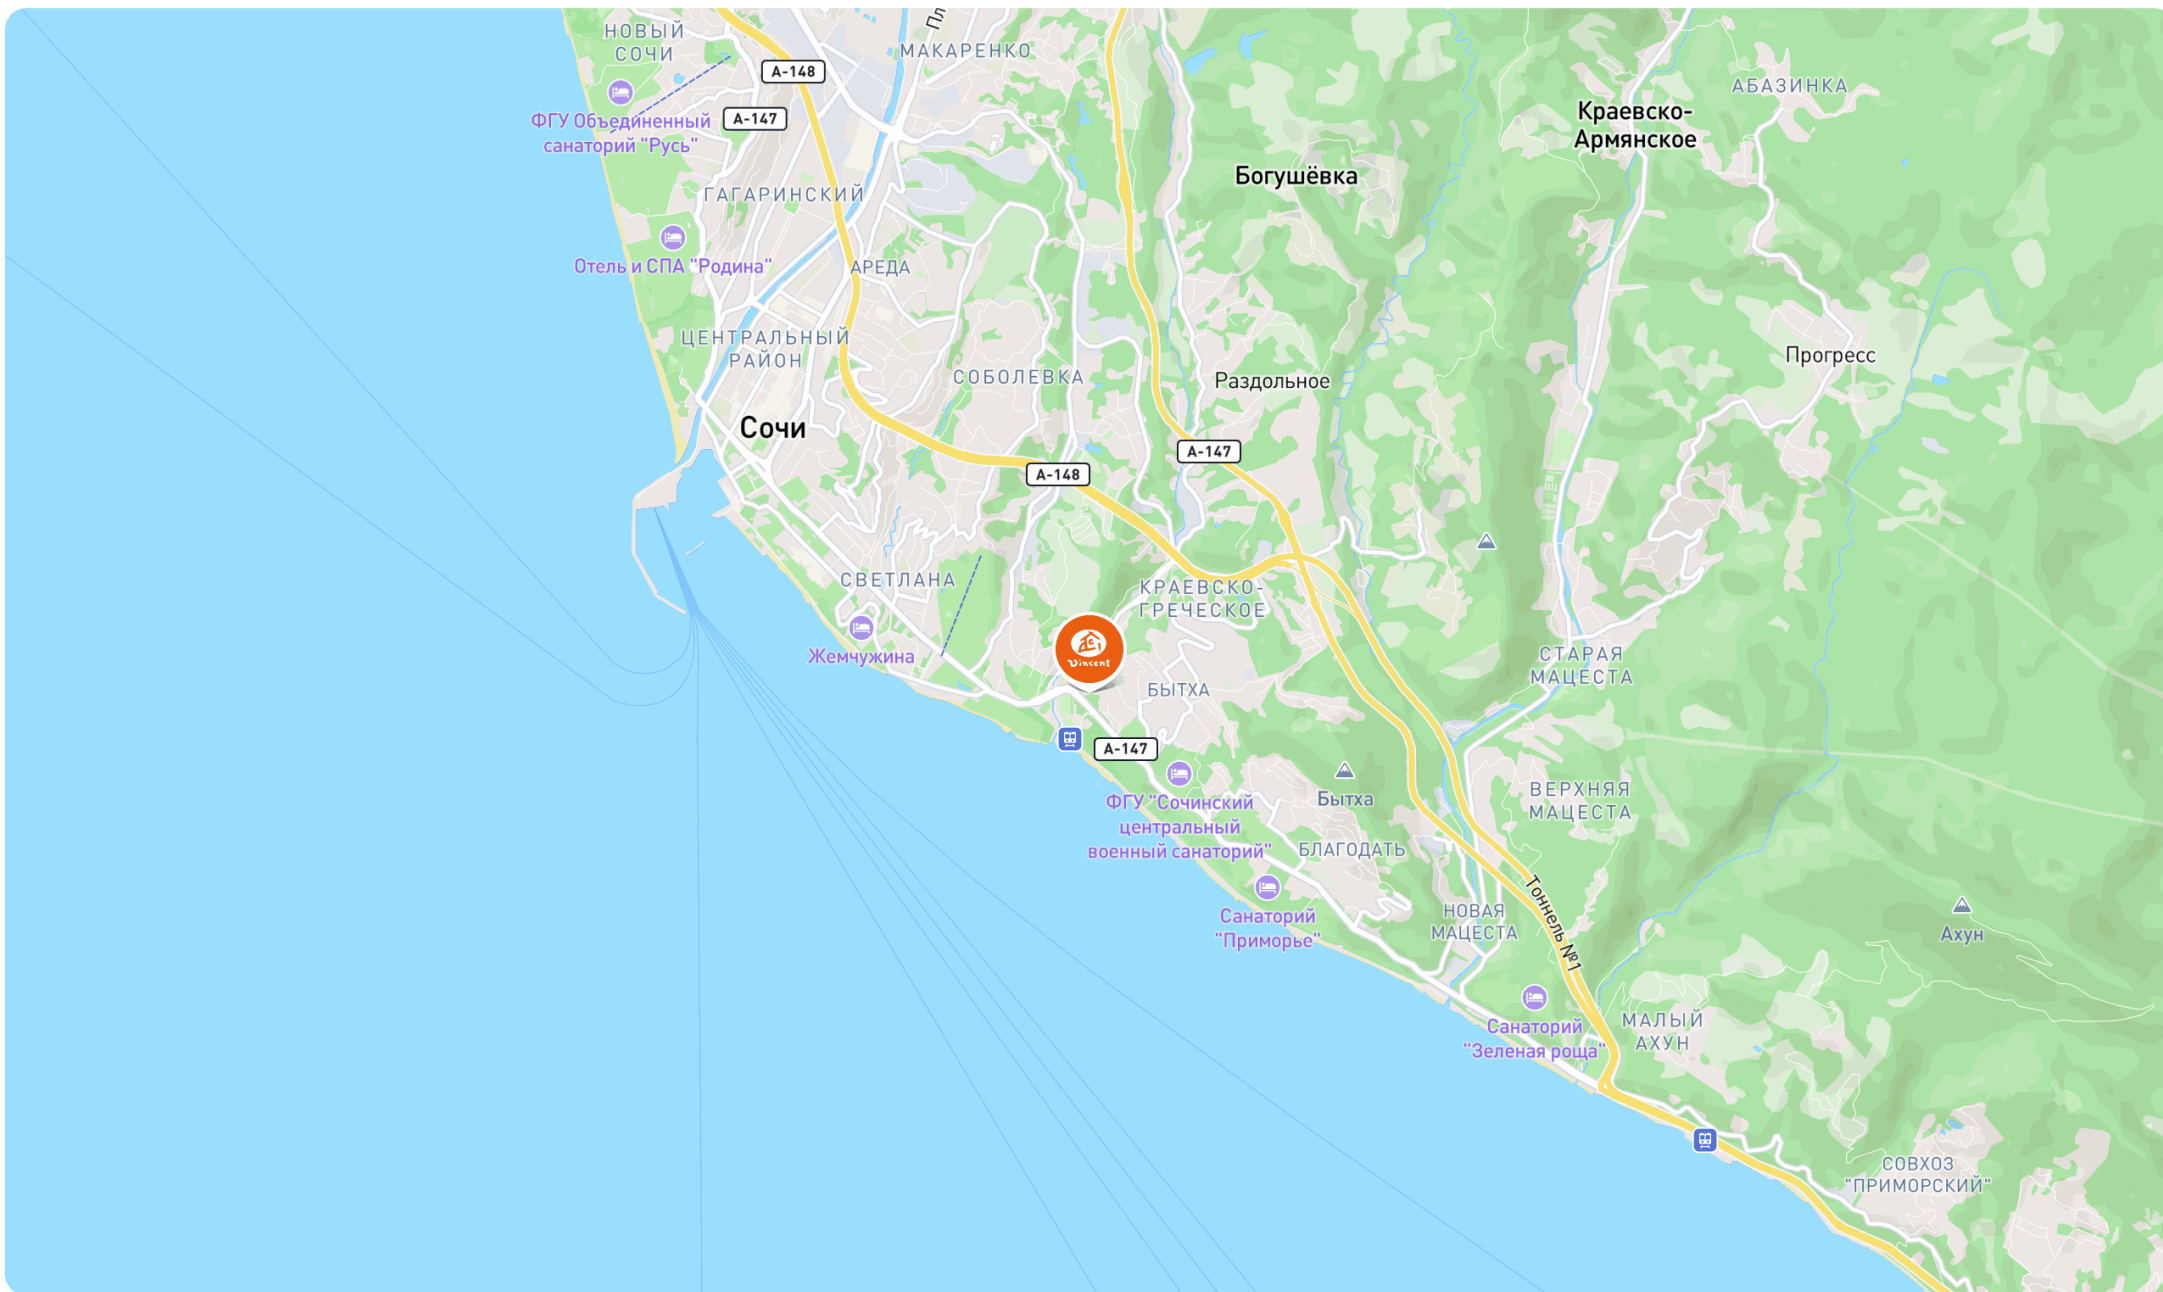 НОВЫЙ
СОЧИ
Пл
МАКАРЕНКО
А-148
А-147
ФГУ Объединенный
санаторий "Русь"
АБАЗИНКА
Краевско-
Армянское
Богушёвка
ГАГАРИНСКИЙ
Отель и СПА "Родина"
АРЕДА
ЦЕНТРАЛЬНЫЙ
РАЙОН
СОБОЛЕВКА
Раздольное
Прогресс
Сочи
А-147
А-148
СВЕТЛАНА
КРАЕВСКО-
ГРЕЧЕСКОЕ
Vincent
Жемчужина
БЫТХА
СТАРАЯ
МАЦЕСТА
А-147
ФГУ "Сочинский
центральный
военный санаторий"
Бытха
ВЕРХНЯЯ
МАЦЕСТА
БЛАГОДАТЬ
Санаторий
"Приморье"
НОВАЯ
МАЦЕСТА
Тоннель №1
Ахун
Санаторий
"Зеленая роща"
МАЛЫЙ
АХУН
СОВХОЗ
"ПРИМОРСКИЙ"